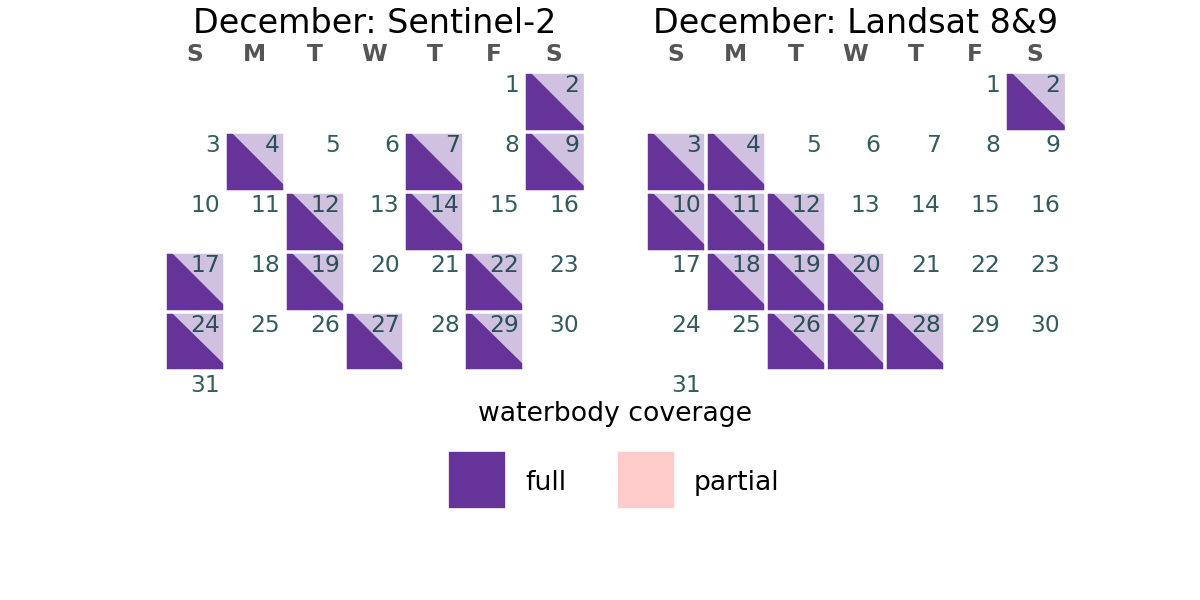 December: Sentinel-2
S M T W T F S
1 2
3 4 5 6 7 8 9
10 11 12 13 14 15 16
17 18 19 20 21 22 23
24 25 26 27 28 29 30
31
December: Landsat 8&9
S M T W T F S
1 2
3 4 5 6 7 8 9
10 11 12 13 14 15 16
17 18 19 20 21 22 23
24 25 26 27 28 29 30
31
waterbody coverage
full
partial